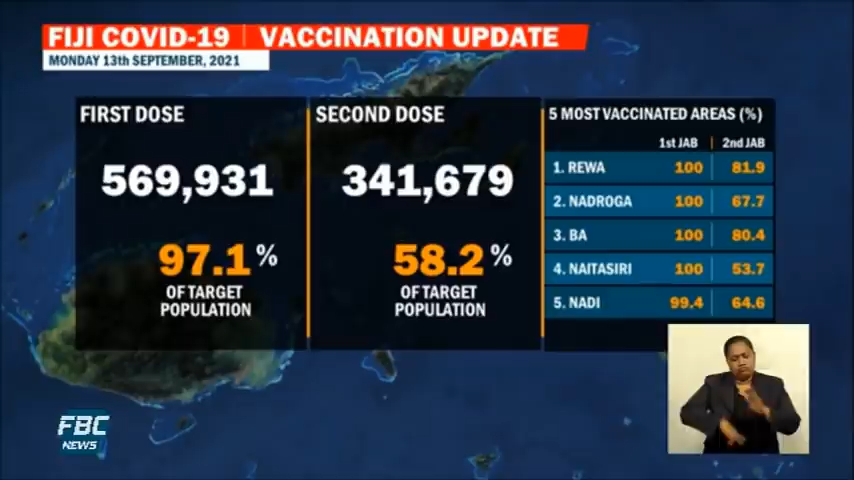 FIJI COVID-19 VACCINATION UPDATE
MONDAY 13th SEPTEMBER, 2021
FIRST DOSE
569,931
97.1%
OF TARGET
POPULATION
SECOND DOSE
341,679
58.2%
OF TARGET
POPULATION
5 MOST VACCINATED AREAS (%)
1st JAB 2nd JAB
1. REWA 100 81.9
2. NADROGA 100 67.7
3. BA 100 80.4
4. NAITASIRI 100 53.7
5. NADI 99.4 64.6
FBC
NEWS